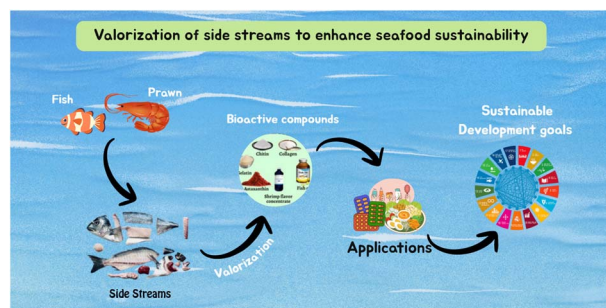 Valorization of side streams to enhance seafood sustainability
Fish
Prawn
Bioactive compounds
Chitin
Collagen
Shrimp flavor
concentrate
Valorization
Side Streams
Applications
Sustainable
Development goals